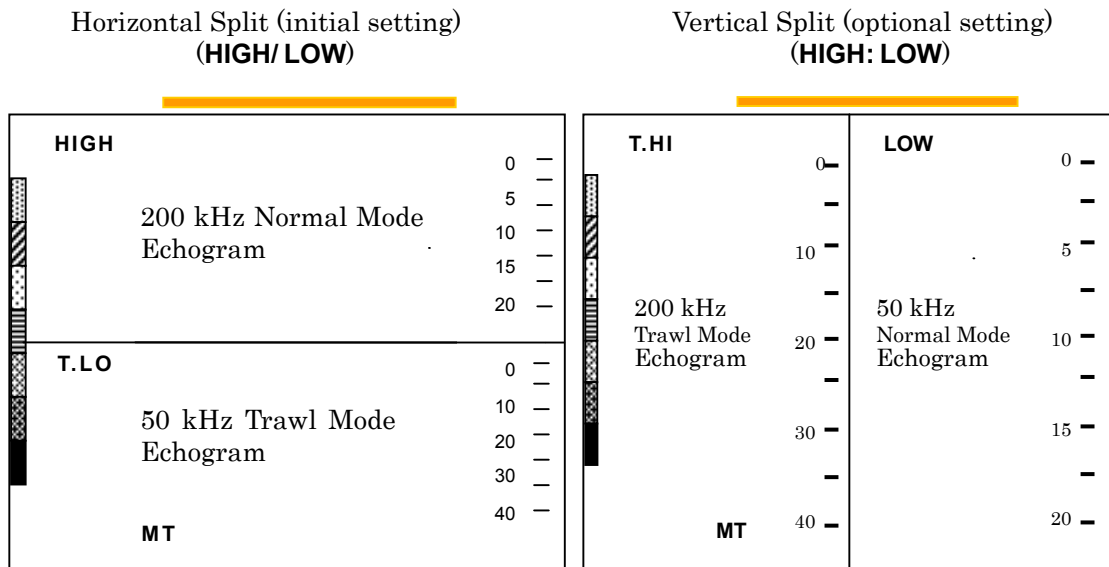 Horizontal Split (initial setting)
(HIGH/ LOW)
HIGH
200 kHz Normal Mode
Echogram
0
5
10
15
20
T.LO
50 kHz Trawl Mode
Echogram
0
10
20
30
40
MT
Vertical Split (optional setting)
(HIGH: LOW)
T.HI
200 kHz
Trawl Mode
Echogram
0
10
20
30
40
MT
LOW
50 kHz
Normal Mode
Echogram
0
5
10
15
20